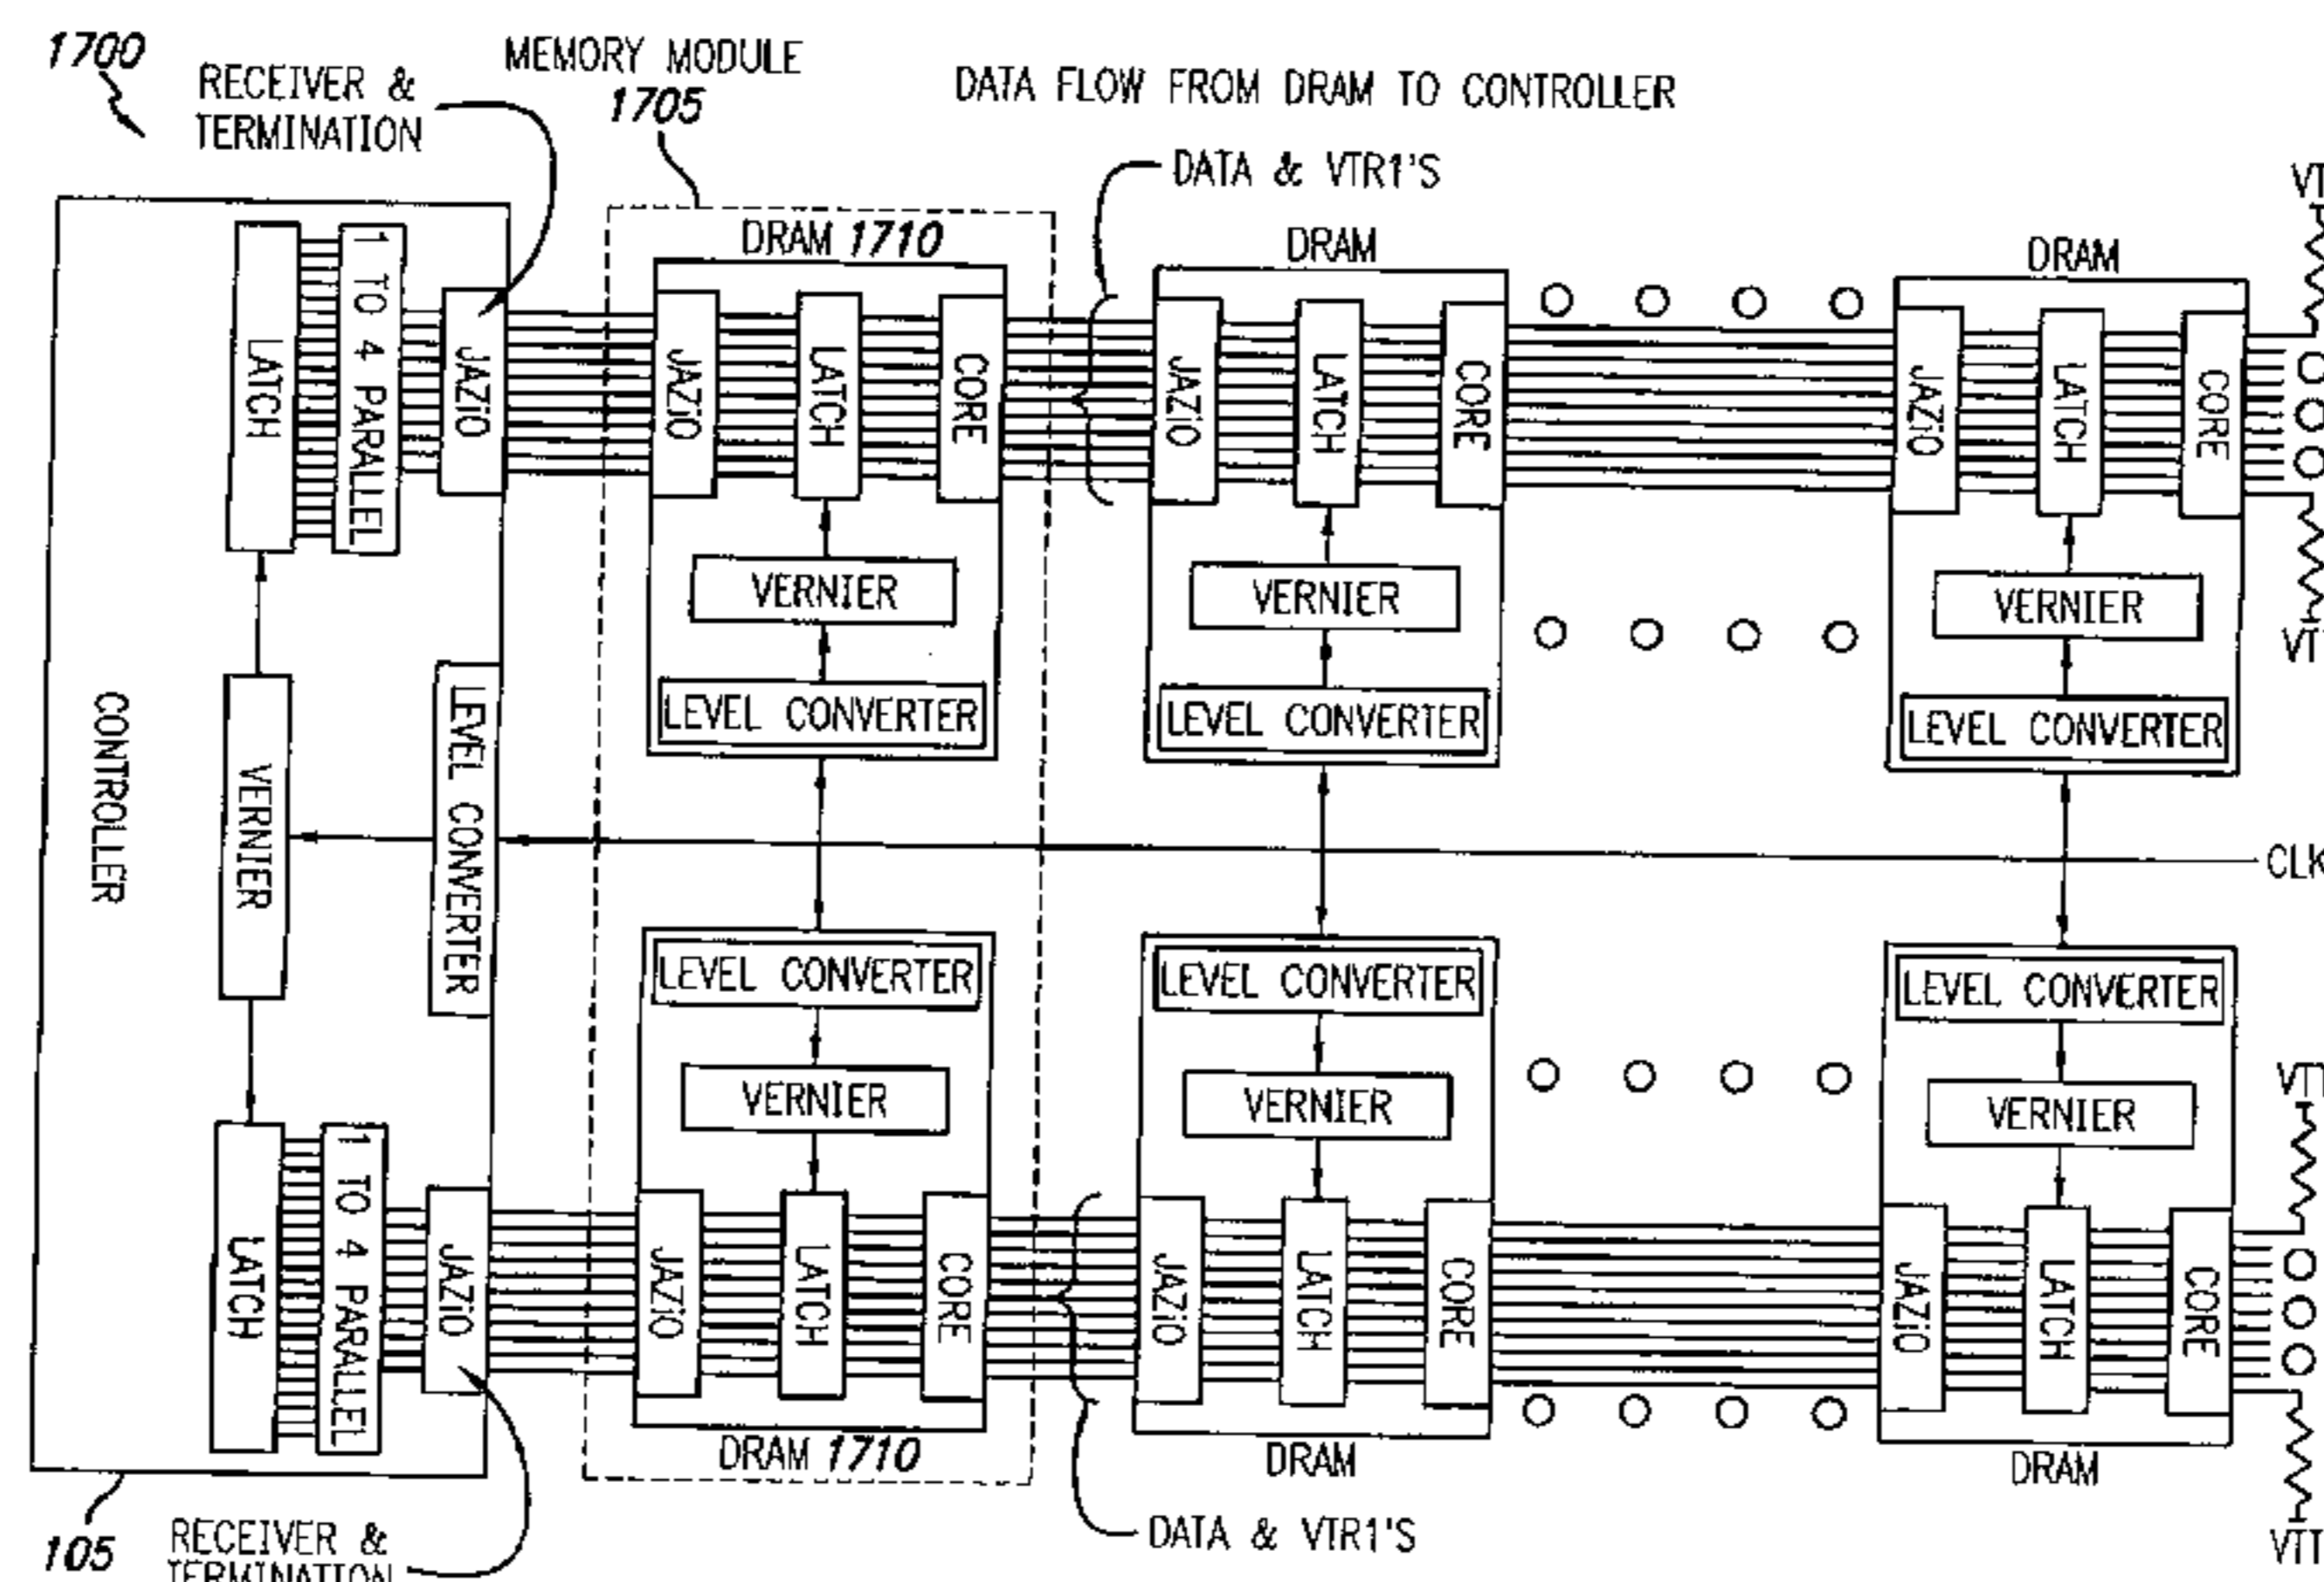 1700
RECEIVER &
TERMINATION
MEMORY MODULE
1705
DATA FLOW FROM DRAM TO CONTROLLER
DATA & VTR1'S
DRAM 1710
DRAM
DRAM
LATCH
1 TO 4 PARALLEL
JAZiO
JAZiO
LATCH
CORE
JAZiO
LATCH
CORE
JAZiO
LATCH
CORE
VERNIER
VERNIER
VERNIER
LEVEL CONVERTER
LEVEL CONVERTER
LEVEL CONVERTER
CONTROLLER
VERNIER
LEVEL CONVERTER
CLK
LEVEL CONVERTER
LEVEL CONVERTER
LEVEL CONVERTER
VERNIER
VERNIER
VERNIER
LATCH
1 TO 4 PARALLEL
JAZiO
JAZiO
LATCH
CORE
JAZiO
LATCH
CORE
JAZiO
LATCH
CORE
DRAM 1710
DRAM
DRAM
105
RECEIVER &
TERMINATION
DATA & VTR1'S
VTT